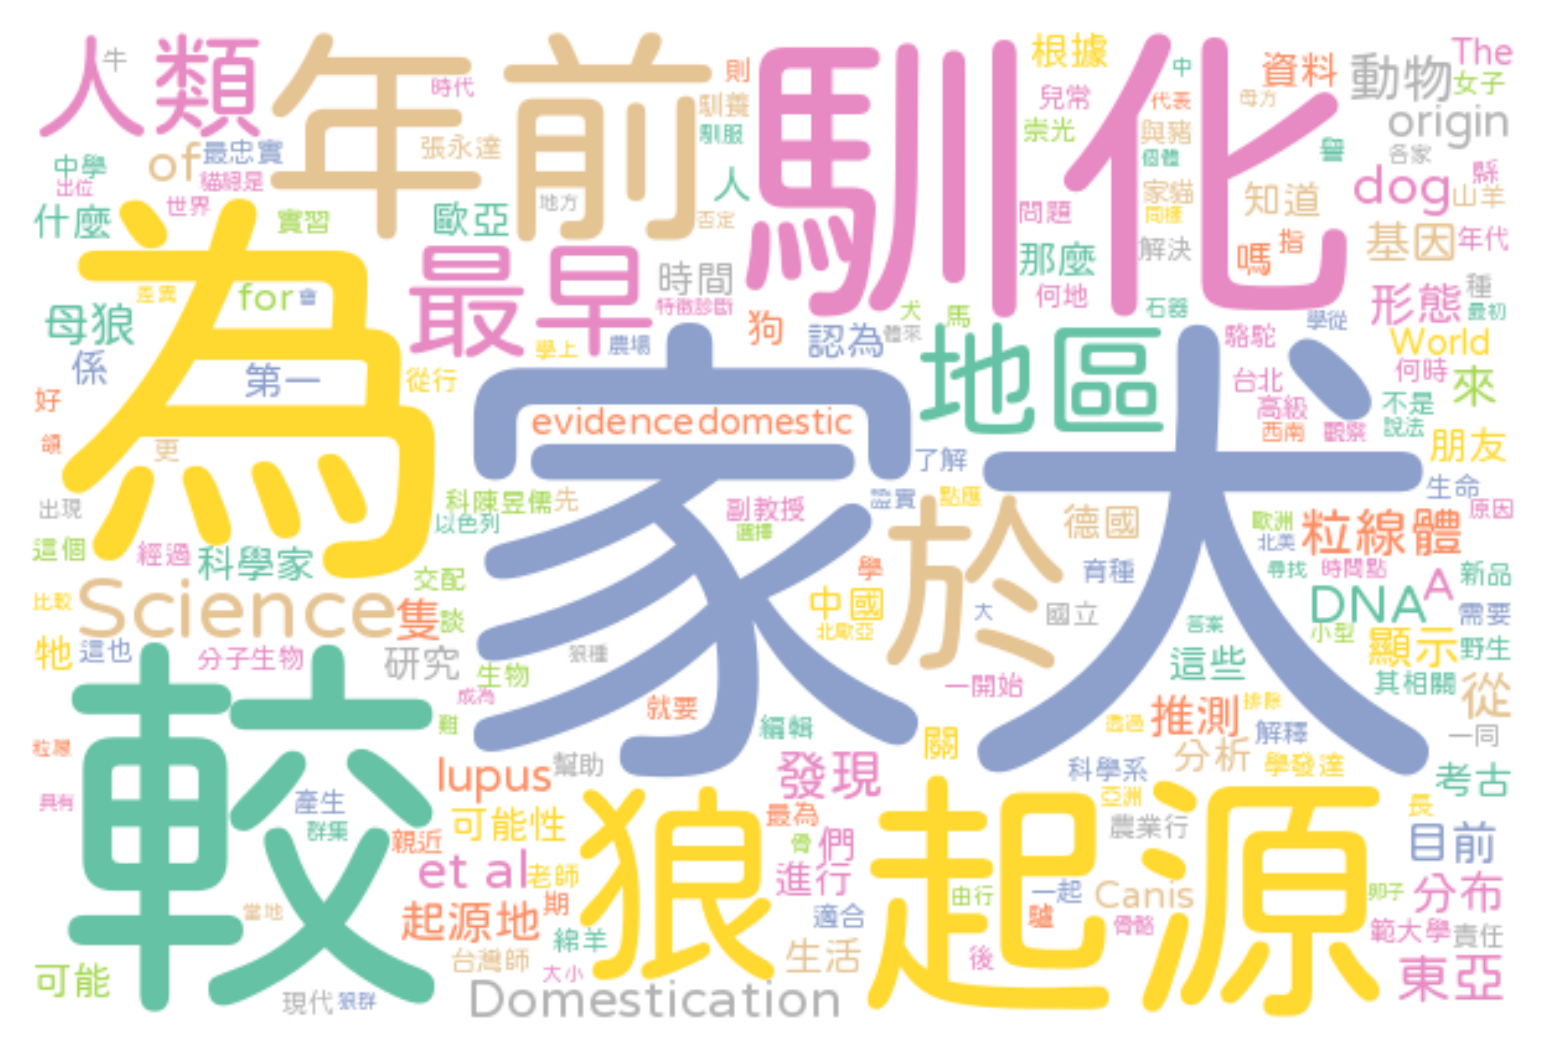 人類
牛
年前
時代
則
馴化
根據
中
資料
動物
The
女子
兒常
代表
母方
馴養
馴服
張永達
崇光
與豬
origin
中學
of
最忠實
出位
世界
個體
各家
人
家貓
知道
dog
縣
山羊
什麼
實習
歐亞
地方
否定
問題
同樣
基因
年代
為
最早
時間
那麼
解決
嗎
指
差異
for
會
特徵診斷
何地
石器
形態
種
最初
母狼
學上
農場
狗
認為
犬
體來
馬
地區
學從
駱駝
World
係
第一
從行
家犬
台北
何時
來
好
高級
不是
領
evidence
domestic
西南
觀察
說法
朋友
更
了解
生命
出現
科陳昱儒
先
副教授
證實
點應
於
德國
歐洲
粒線體
原因
以色列
選擇
北美
這個
經過
科學家
交配
學
育種
尋找
時間點
新品
比較
Science
隻
談
中國
大
國立
DNA
A
需要
北歐亞
答案
小型
牠
這也
分子生物
研究
生物
狼種
這些
顯示
野生
成為
一開始
其相關
從
較
就要
難
編輯
關
透過
推測
排除
一同
解釋
lupus
幫助
發現
分析
科學系
學發達
考古
具有
產生
亞洲
長
群集
親近
可能性
狼
最為
骨
們
起源
農業行
目前
et al
老師
進行
由行
一起
Canis
卵子
分布
當地
起源地
期
適合
驢
骨骼
範大學
責任
綿羊
可能
台灣師
大小
生活
後
東亞
現代
狼群
Domestication